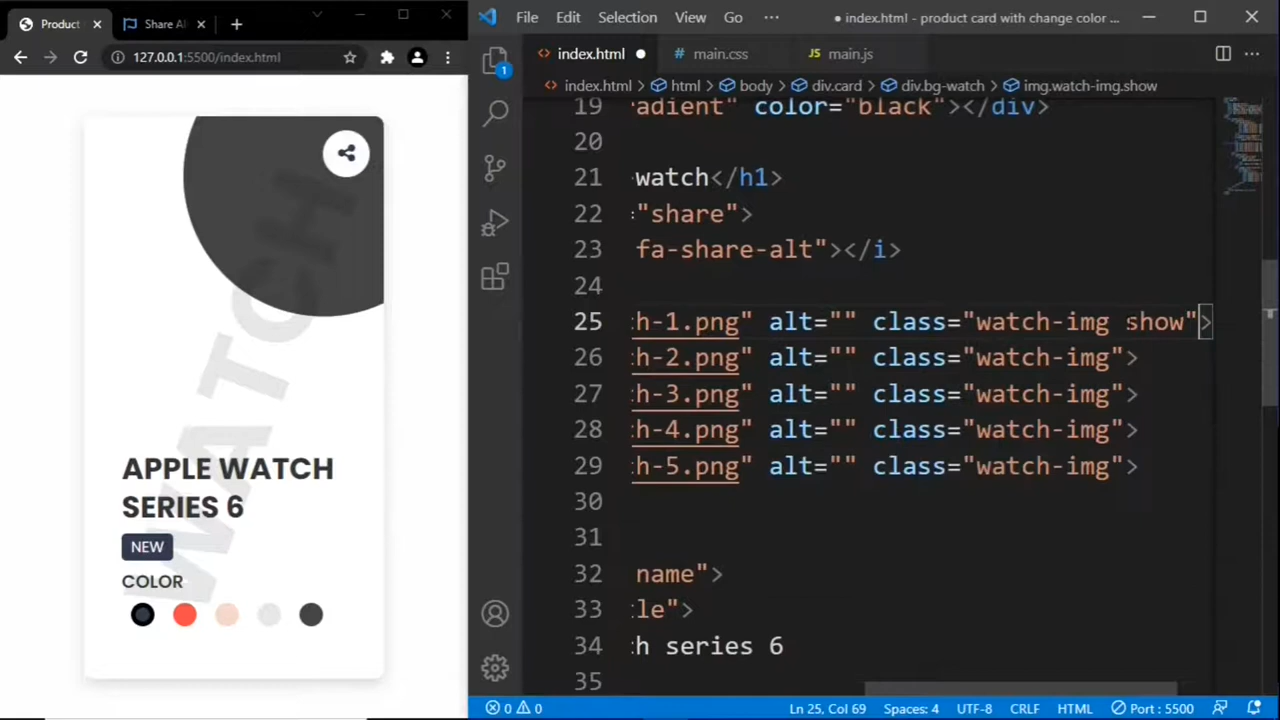 Product
Share Al
File Edit Selection View Go ···
● index.html - product card with change color ...
127.0.0.1:5500/index.html
index.html
main.css
JS main.js
1
index.html > html > body > div.card > div.bg-watch > img.watch-img.show
19 adient" color="black"></div>
20
21 watch</h1>
22 "share">
23 fa-share-alt"></i>
24
25 h-1.png" alt="" class="watch-img show">
26 h-2.png" alt="" class="watch-img">
27 h-3.png" alt="" class="watch-img">
28 h-4.png" alt="" class="watch-img">
29 h-5.png" alt="" class="watch-img">
30
31
32 name">
33 le">
34 h series 6
35
WATCH
APPLE WATCH
SERIES 6
NEW
COLOR
0 0 Ln 25, Col 69 Spaces: 4 UTF-8 CRLF HTML Port : 5500